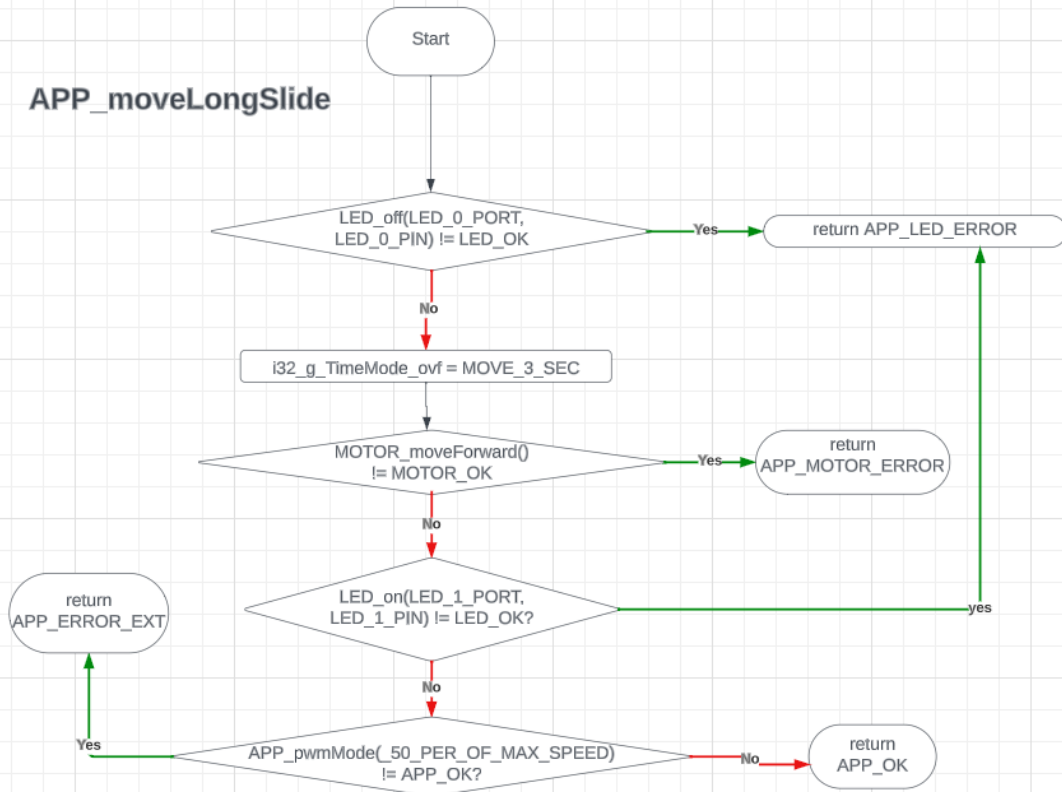 Start
APP_moveLongSlide
LED_off(LED_0_PORT,
LED_0_PIN) != LED_OK
Yes
return APP_LED_ERROR
No
i32_g_TimeMode_ovf = MOVE_3_SEC
MOTOR_moveForward()
!= MOTOR_OK
Yes
return
APP_MOTOR_ERROR
No
LED_on(LED_1_PORT,
LED_1_PIN) != LED_OK?
yes
return
APP_ERROR_EXT
No
APP_pwmMode(_50_PER_OF_MAX_SPEED)
!= APP_OK?
Yes
No
return
APP_OK